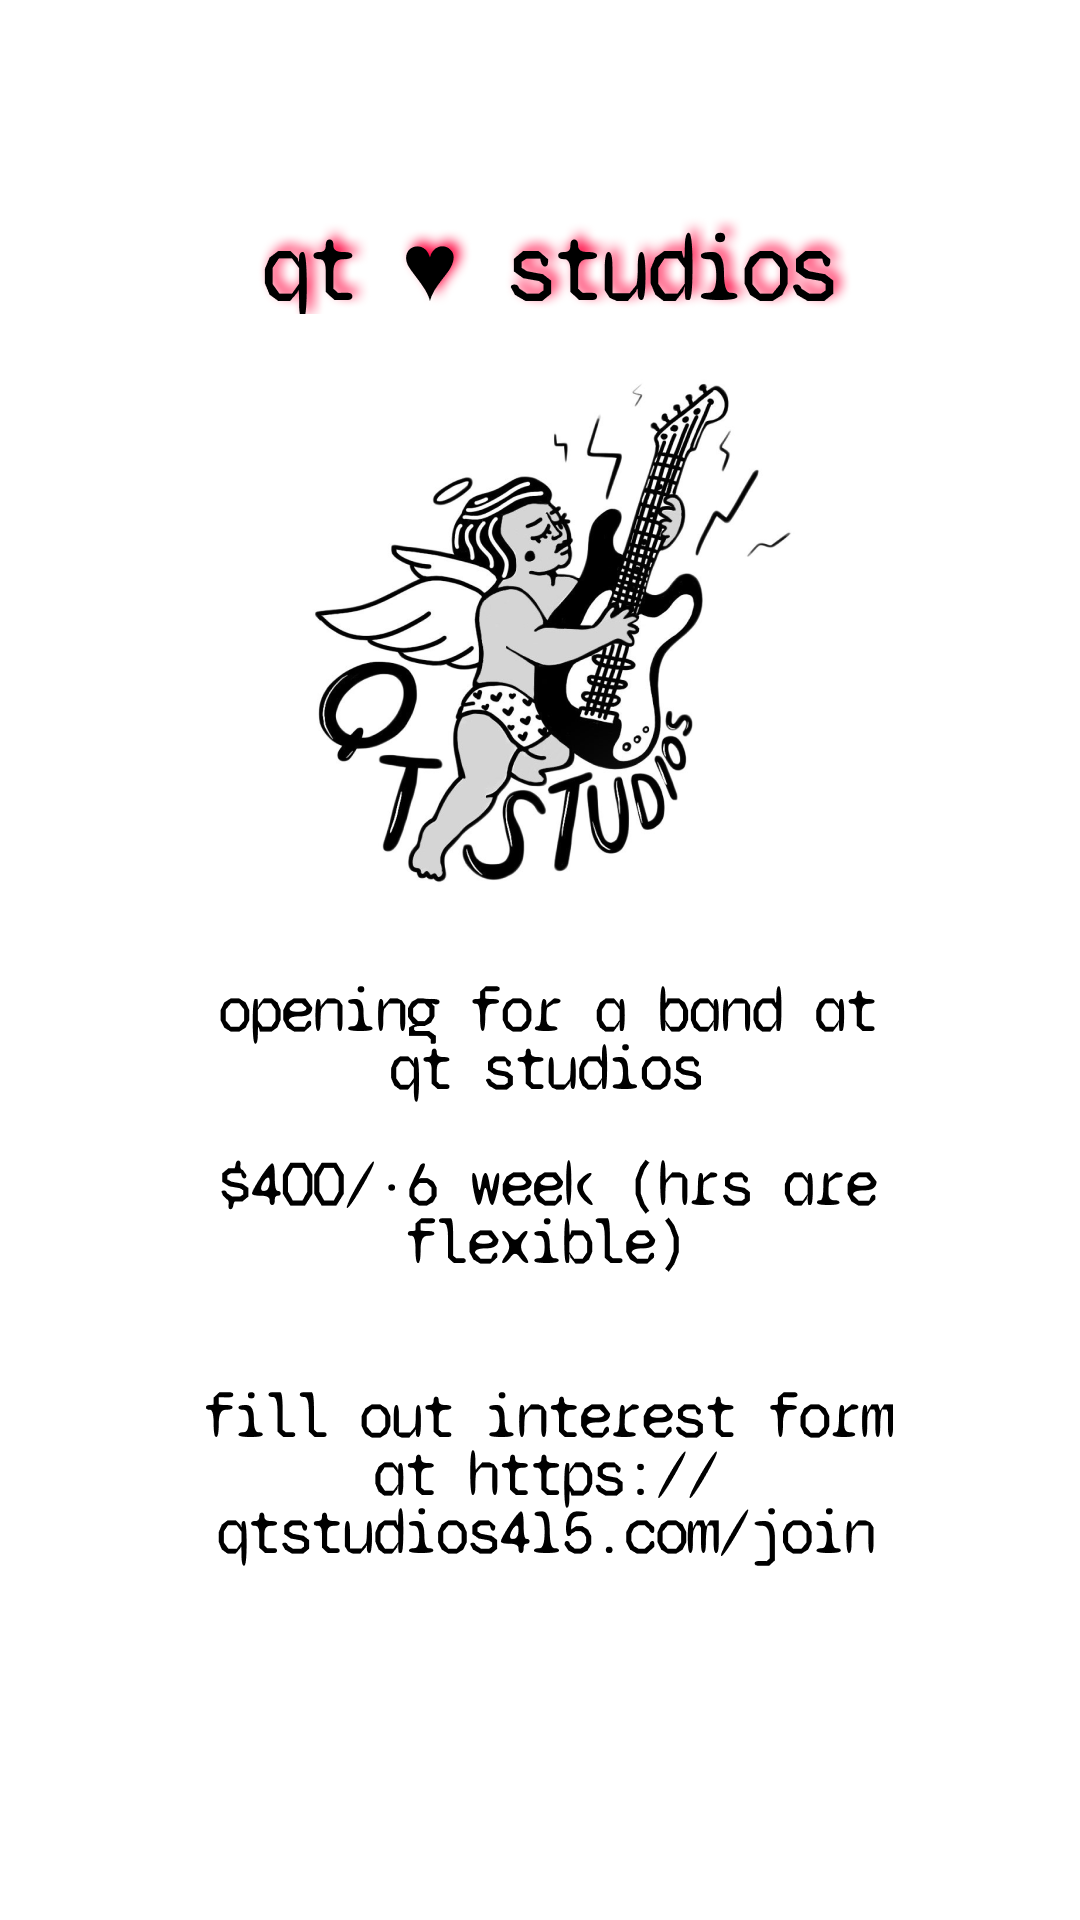 qt ♥ studios
QT STUDIOS
opening for a band at
qt studios
$400/·6 week (hrs are
flexible)
fill out interest form
at https://
qtstudios415.com/join